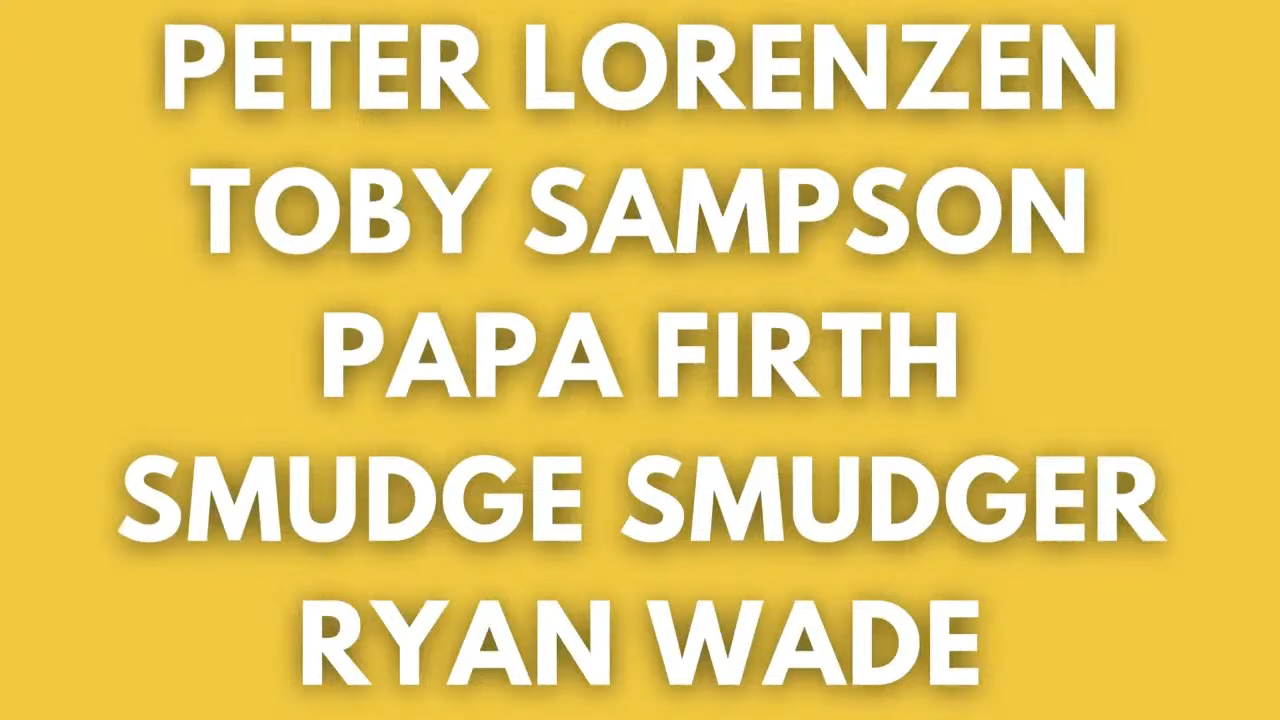 PETER LORENZEN
TOBY SAMPSON
PAPA FIRTH
SMUDGE SMUDGER
RYAN WADE